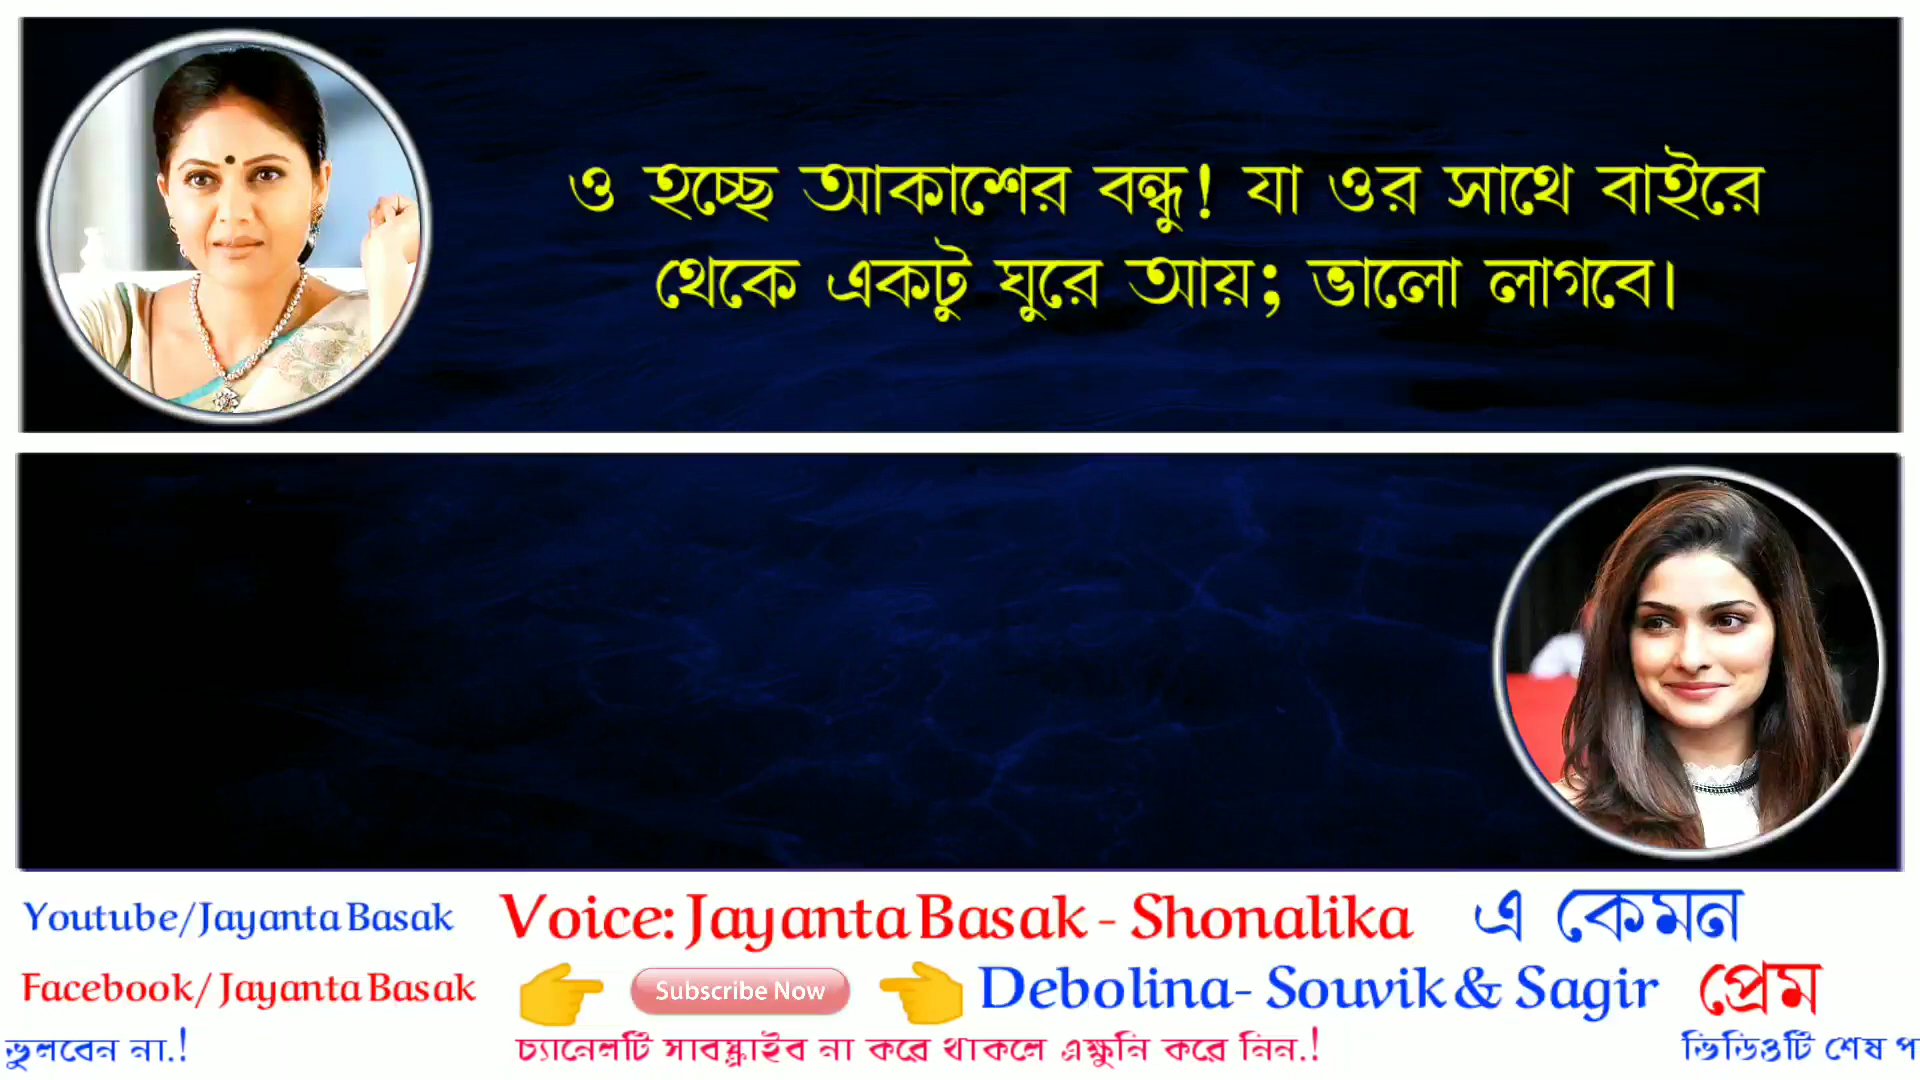 ও হচ্ছে আকাশের বন্ধু! যা ওর সাথে বাইরে
থেকে একটু ঘুরে আয়; ভালো লাগবে।
Youtube/Jayanta Basak
Voice: Jayanta Basak - Shonalika
এ কেমন
Facebook/ Jayanta Basak
Subscribe Now
Debolina- Souvik & Sagir
প্রেম
ভুলবেন না.!
চ্যানেলটি সাবস্ক্রাইব না করে থাকলে এক্ষুনি করে নিন.!
ভিডিওটি শেষ প